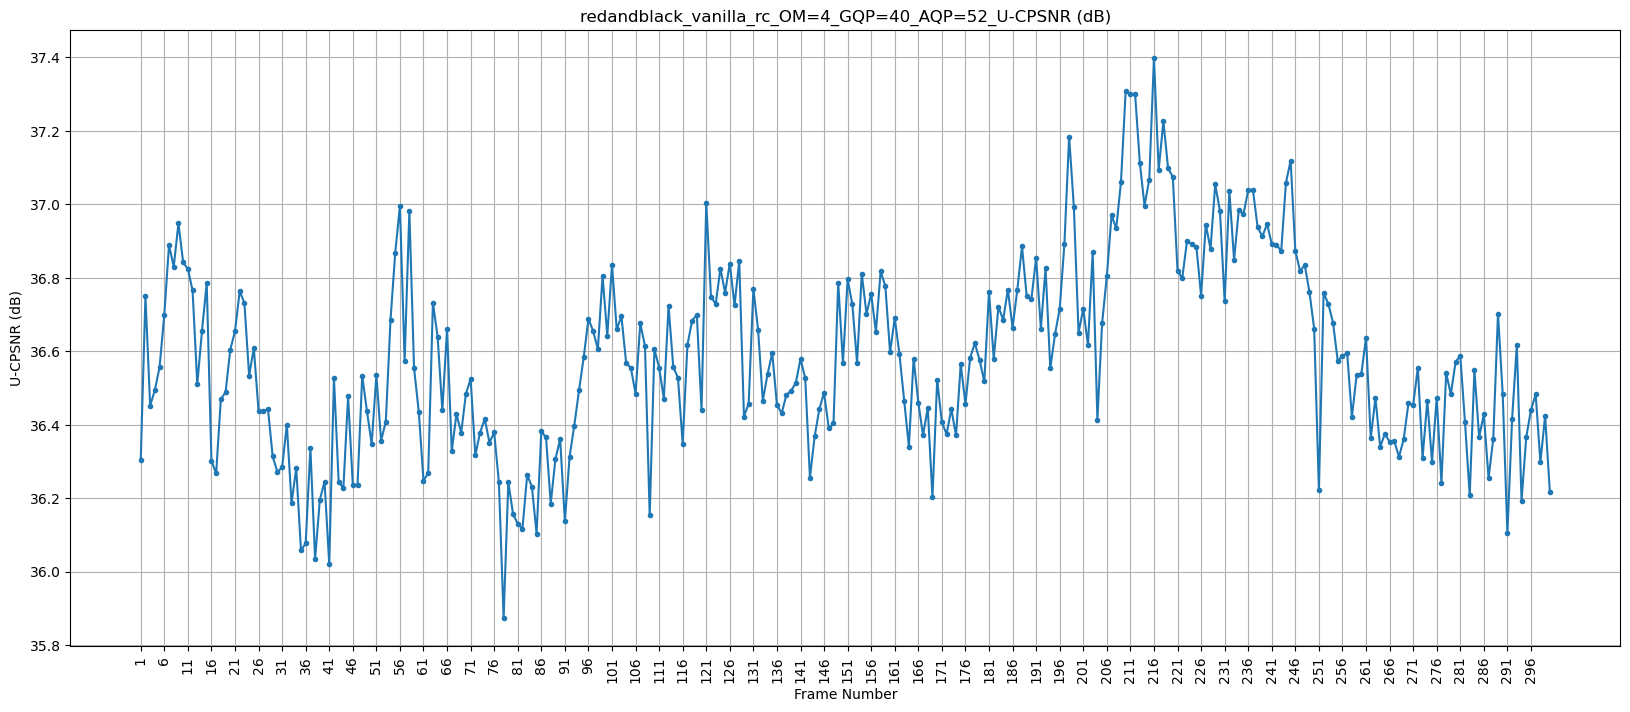 redandblack_vanilla_rc_OM=4_GQP=40_AQP=52_U-CPSNR (dB)
37.4
37.2
37.0
36.8
36.6
36.4
36.2
36.0
35.8
U-CPSNR (dB)
1 6 11 16 21 26 31 36 41 46 51 56 61 66 71 76 81 86 91 96 101 106 111 116 121 126 131 136 141 146 151 156 161 166 171 176 181 186 191 196 201 206 211 216 221 226 231 236 241 246 251 256 261 266 271 276 281 286 291 296
Frame Number